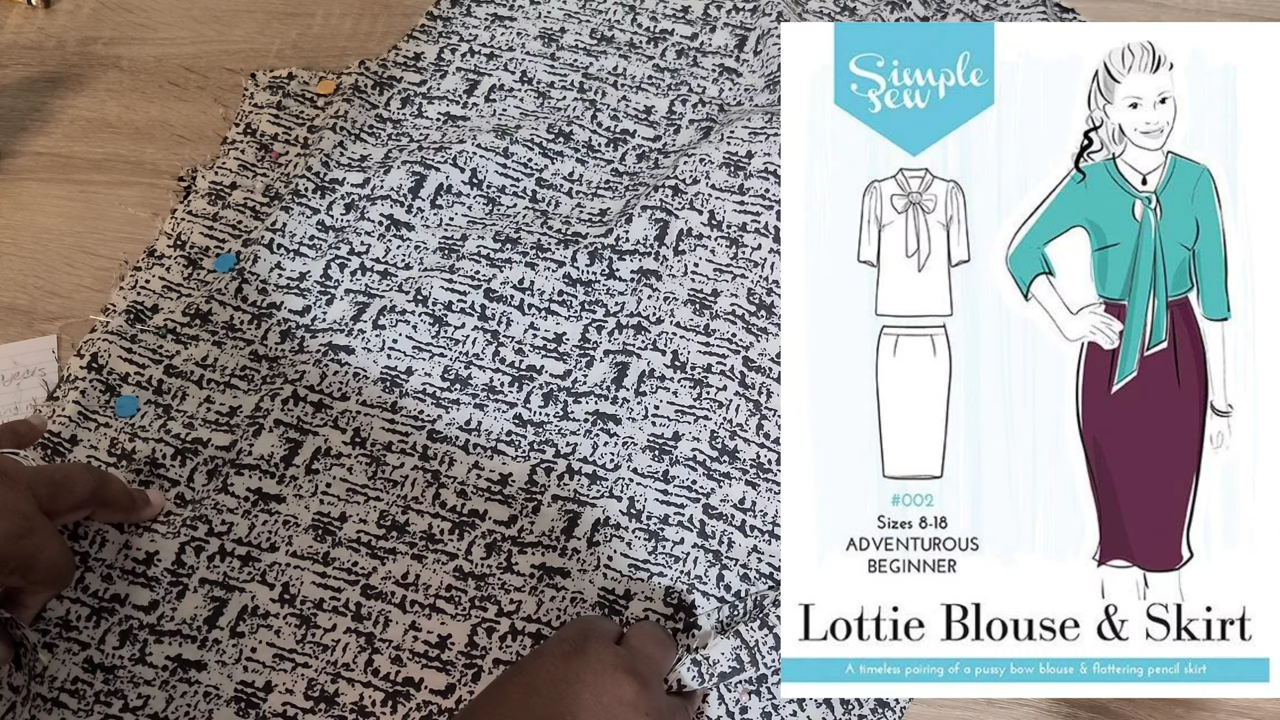 Simple
Sew
#002
Sizes 8-18
ADVENTUROUS
BEGINNER
Lottie Blouse & Skirt
A timeless pairing of a pussy bow blouse & flattering pencil skirt